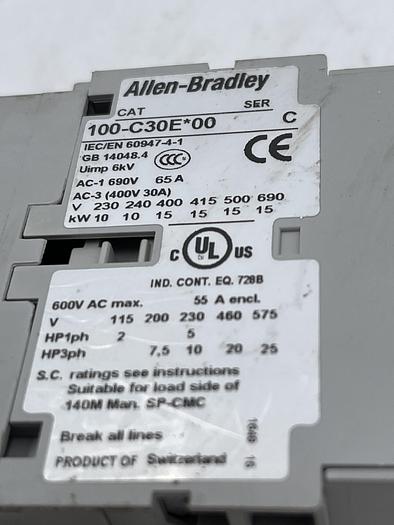 Allen-Bradley
CAT SER
100-C30E*00 C
IEC/EN 60947-4-1
GB 14048.4
Uimp 6kV
CCC
CE
AC-1 690V 65A
AC-3 (400V 30A)
V 230 240 400 415 500 690
kW 10 10 15 15 15 15
C UL US
IND. CONT. EQ. 728B
600V AC max. 55 A encl.
V 115 200 230 460 575
HP1ph 2 5
HP3ph 7,5 10 20 25
S.C. ratings see instructions
Suitable for load side of
140M Man. SP-CMC
Break all lines
PRODUCT OF Switzerland